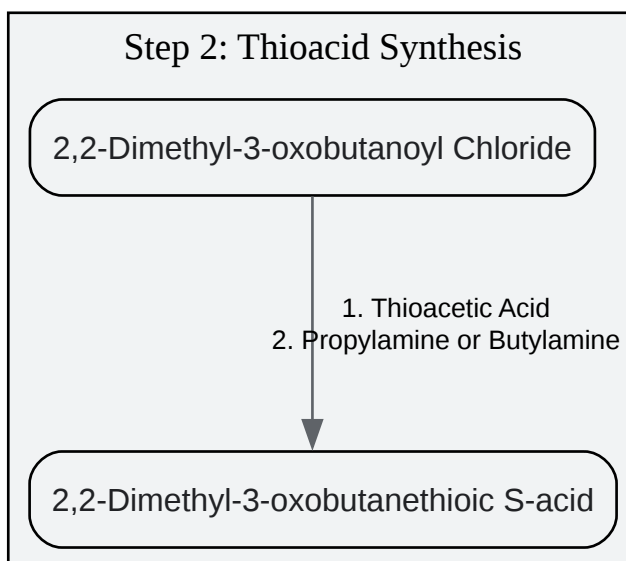 Step 2: Thioacid Synthesis
2,2-Dimethyl-3-oxobutanoyl Chloride
1. Thioacetic Acid
2. Propylamine or Butylamine
2,2-Dimethyl-3-oxobutanethioic S-acid